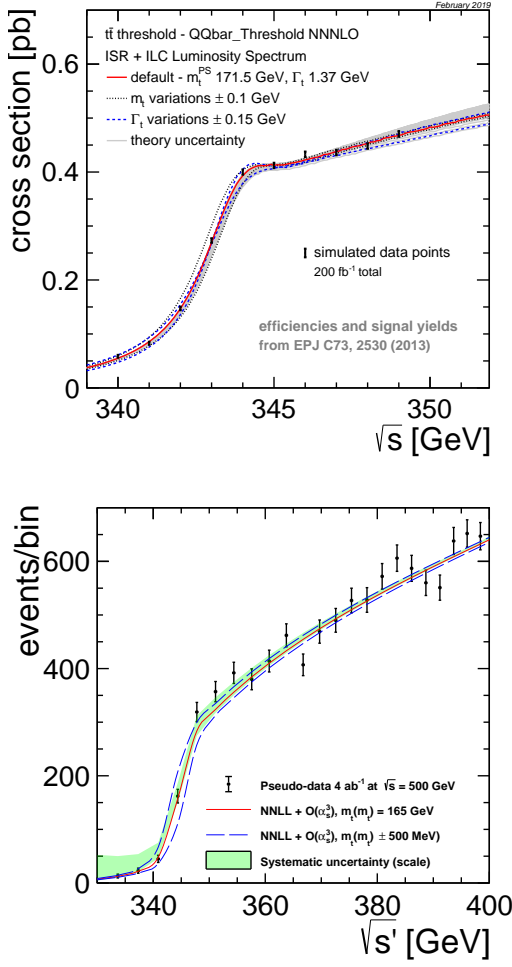 February 2019
tt̄ threshold - QQbar_Threshold NNNLO
ISR + ILC Luminosity Spectrum
default - m_t^PS 171.5 GeV, Γ_t 1.37 GeV
m_t variations ± 0.1 GeV
Γ_t variations ± 0.15 GeV
theory uncertainty
simulated data points
200 fb⁻¹ total
efficiencies and signal yields
from EPJ C73, 2530 (2013)
cross section [pb]
0.6
0.4
0.2
0
340 345 350
√s [GeV]
events/bin
600
400
200
0
Pseudo-data 4 ab⁻¹ at √s = 500 GeV
NNLL + O(α_s³), m_t(m_t) = 165 GeV
NNLL + O(α_s³), m_t(m_t) ± 500 MeV)
Systematic uncertainty (scale)
340 360 380 400
√s' [GeV]